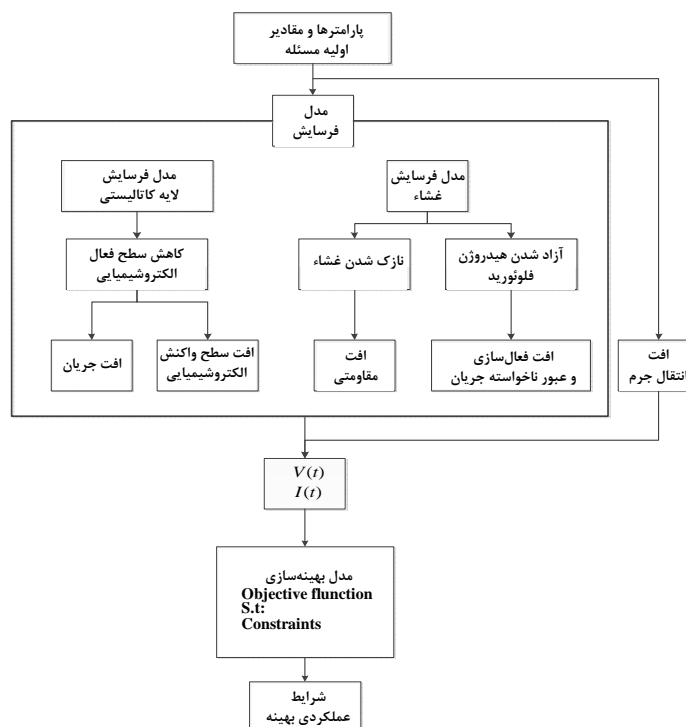 پارامترها و مقادیر
اولیه مسئله
مدل
فرسایش
مدل فرسایش
غشاء
مدل فرسایش
لایه کاتالیستی
آزاد شدن هیدروژن
فلوئورید
نازک شدن غشاء
کاهش سطح فعال
الکتروشیمیایی
افت
انتقال جرم
افت فعال‌سازی
و عبور ناخواسته جریان
افت
مقاومتی
افت سطح واکنش
الکتروشیمیایی
افت جریان
V(t)
I(t)
مدل بهینه‌سازی
Objective flunction
S.t:
Constraints
شرایط
عملکردی بهینه